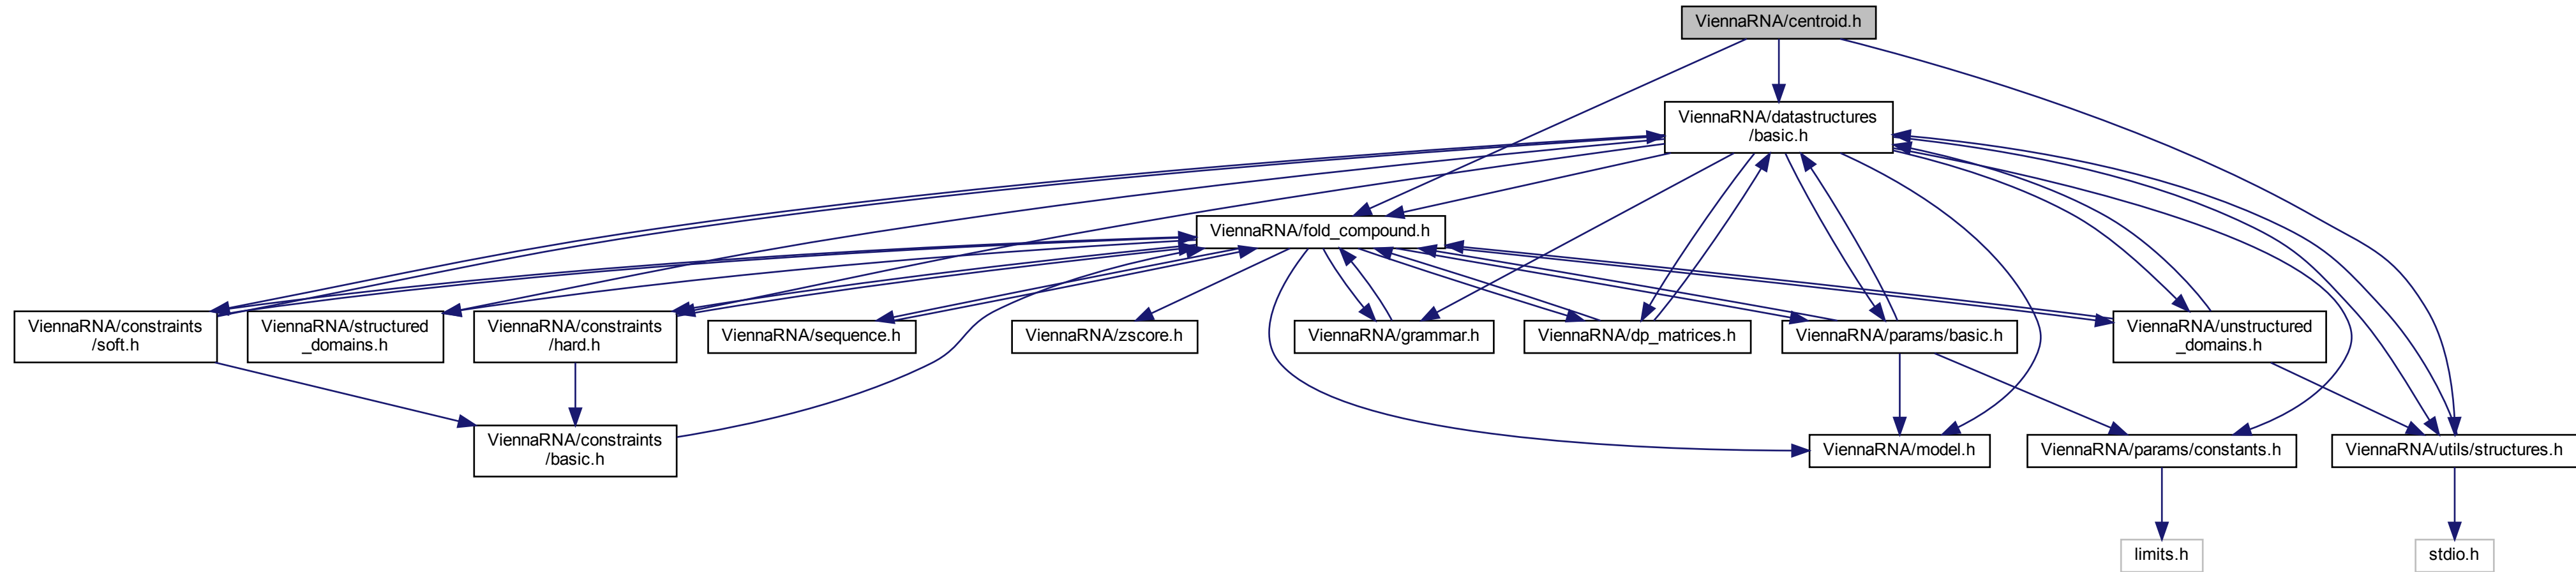 ViennaRNA/centroid.h
ViennaRNA/datastructures
/basic.h
ViennaRNA/fold_compound.h
ViennaRNA/constraints
/soft.h
ViennaRNA/structured
_domains.h
ViennaRNA/constraints
/hard.h
ViennaRNA/sequence.h
ViennaRNA/zscore.h
ViennaRNA/grammar.h
ViennaRNA/dp_matrices.h
ViennaRNA/params/basic.h
ViennaRNA/unstructured
_domains.h
ViennaRNA/constraints
/basic.h
ViennaRNA/model.h
ViennaRNA/params/constants.h
ViennaRNA/utils/structures.h
limits.h
stdio.h